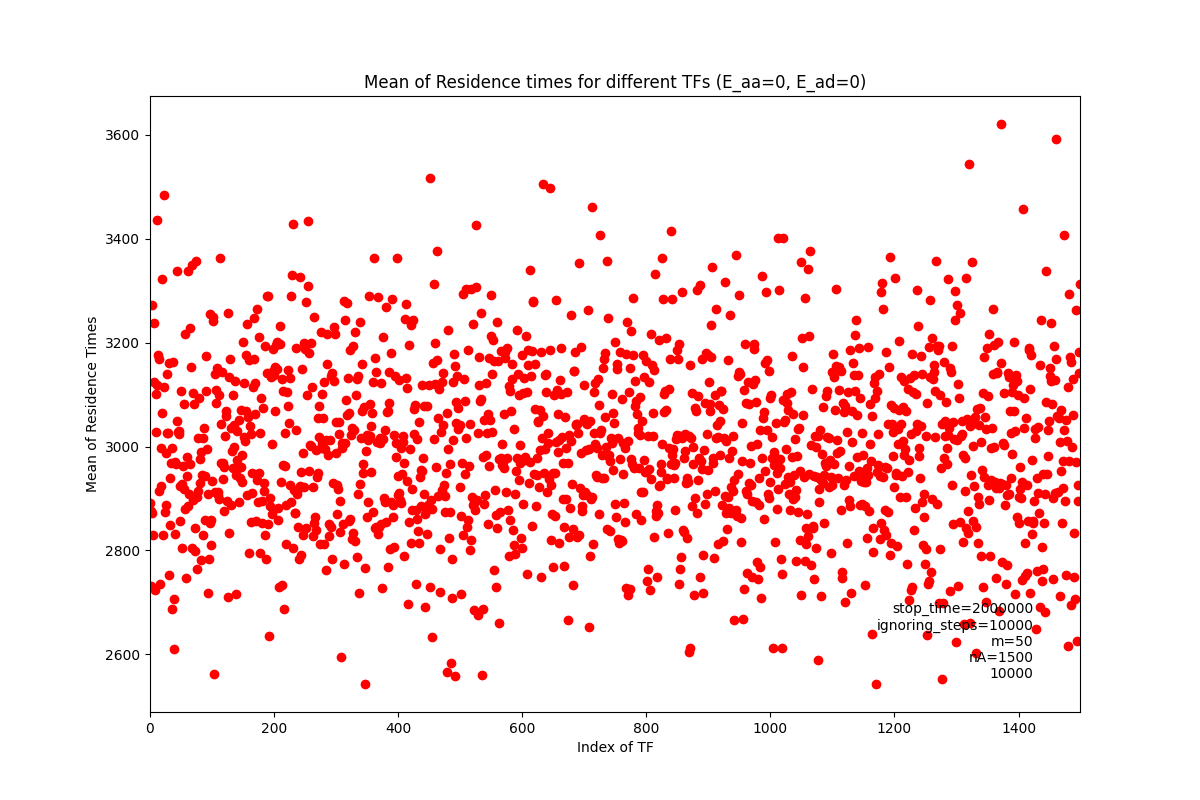 Mean of Residence times for different TFs (E_aa=0, E_ad=0)
3600
3400
3200
3000
2800
2600
Mean of Residence Times
stop_time=2000000
ignoring_steps=10000
m=50
nA=1500
10000
0 200 400 600 800 1000 1200 1400
Index of TF